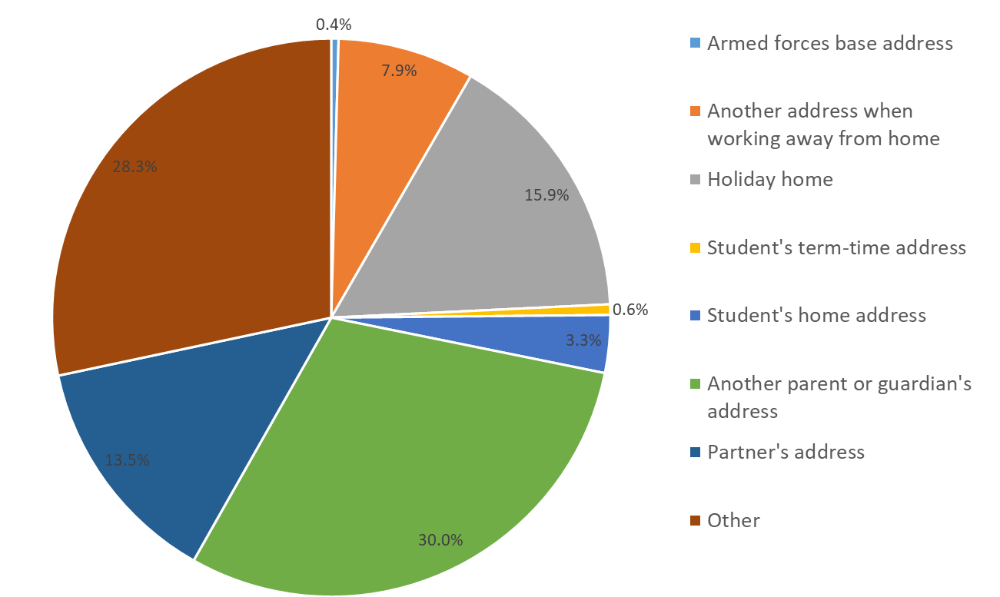 0.4%
7.9%
15.9%
0.6%
3.3%
30.0%
13.5%
28.3%
Armed forces base address
Another address when
working away from home
Holiday home
Student's term-time address
Student's home address
Another parent or guardian's
address
Partner's address
Other